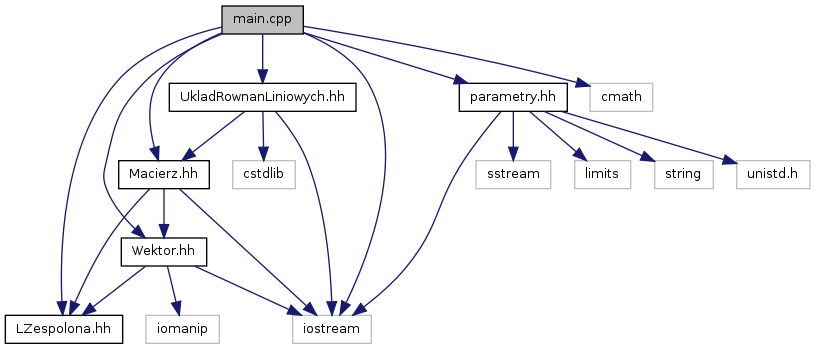 main.cpp
UkladRownanLiniowych.hh
parametry.hh
cmath
Macierz.hh
cstdlib
sstream
limits
string
unistd.h
Wektor.hh
LZespolona.hh
iomanip
iostream